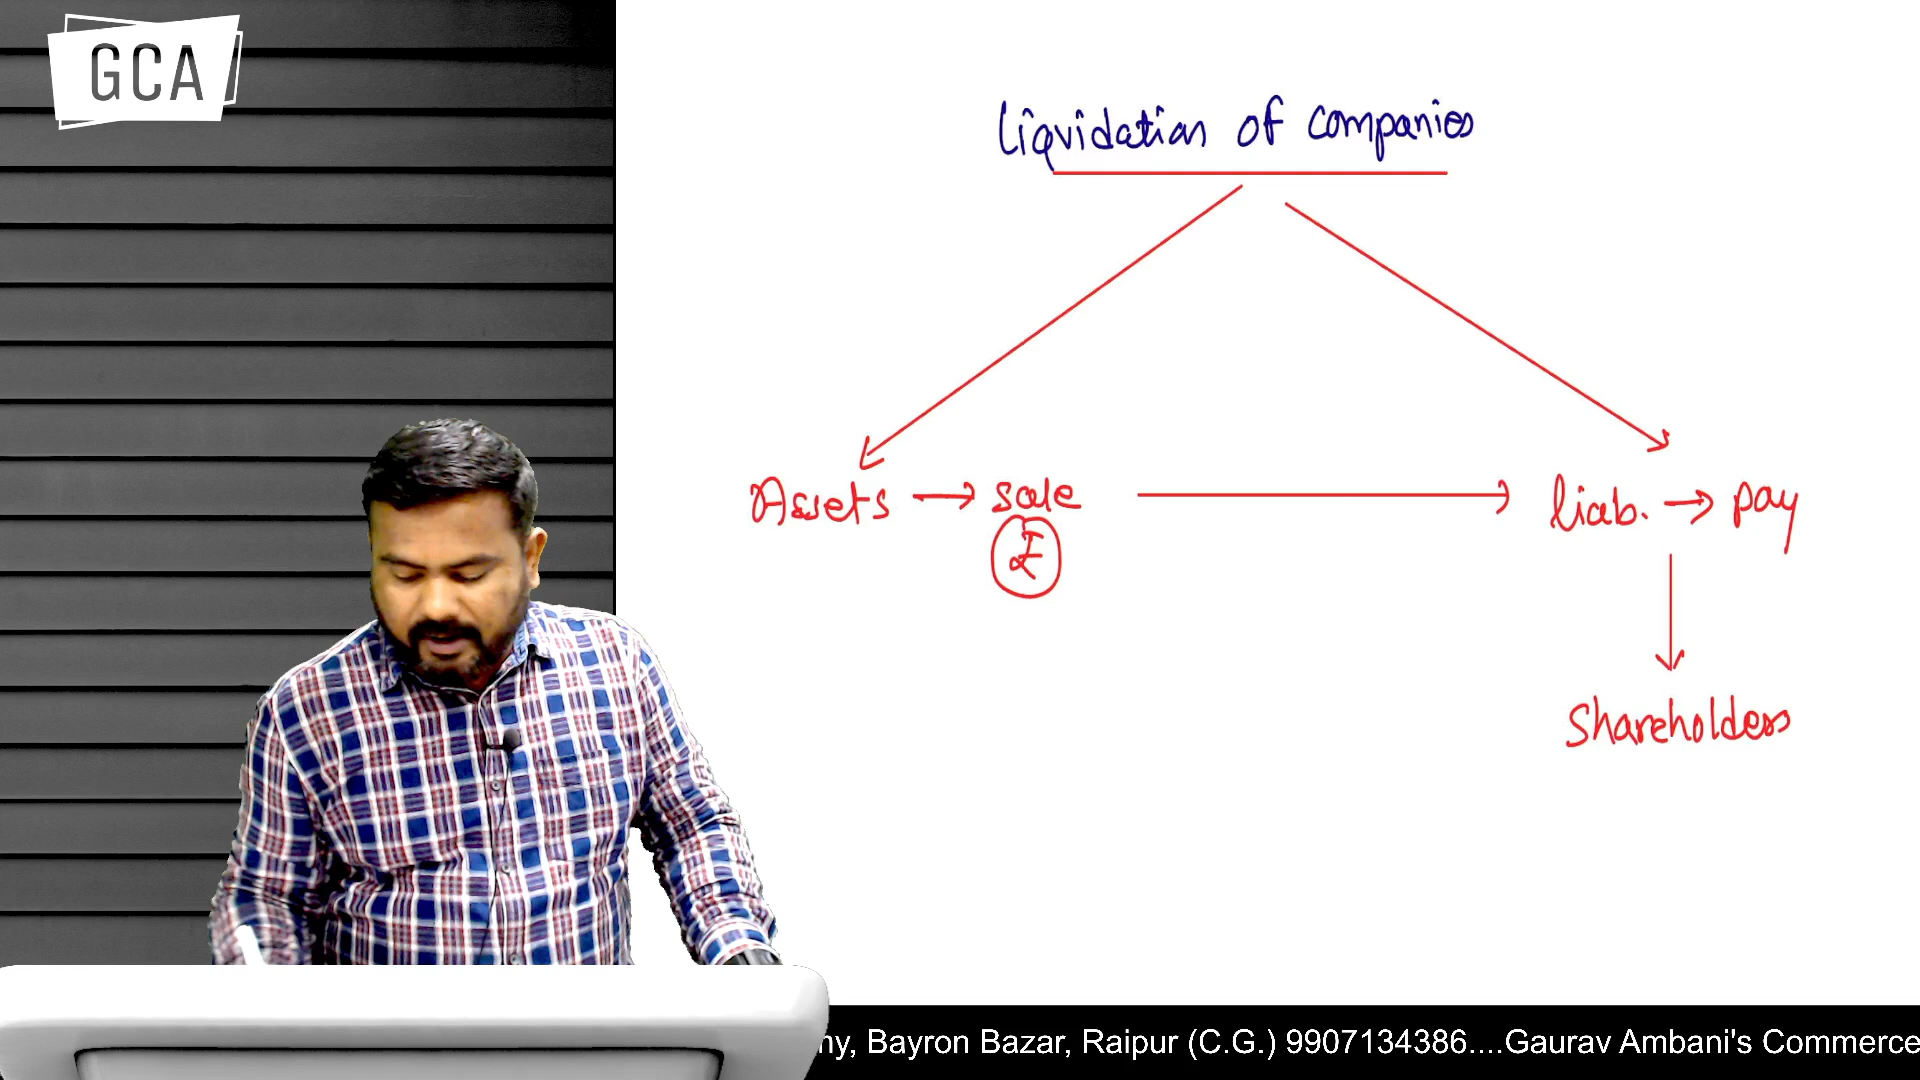 GCA
Liquidation of companies
Assets → sale → liab. → pay
Shareholders
ny, Bayron Bazar, Raipur (C.G.) 9907134386....Gaurav Ambani's Commerce